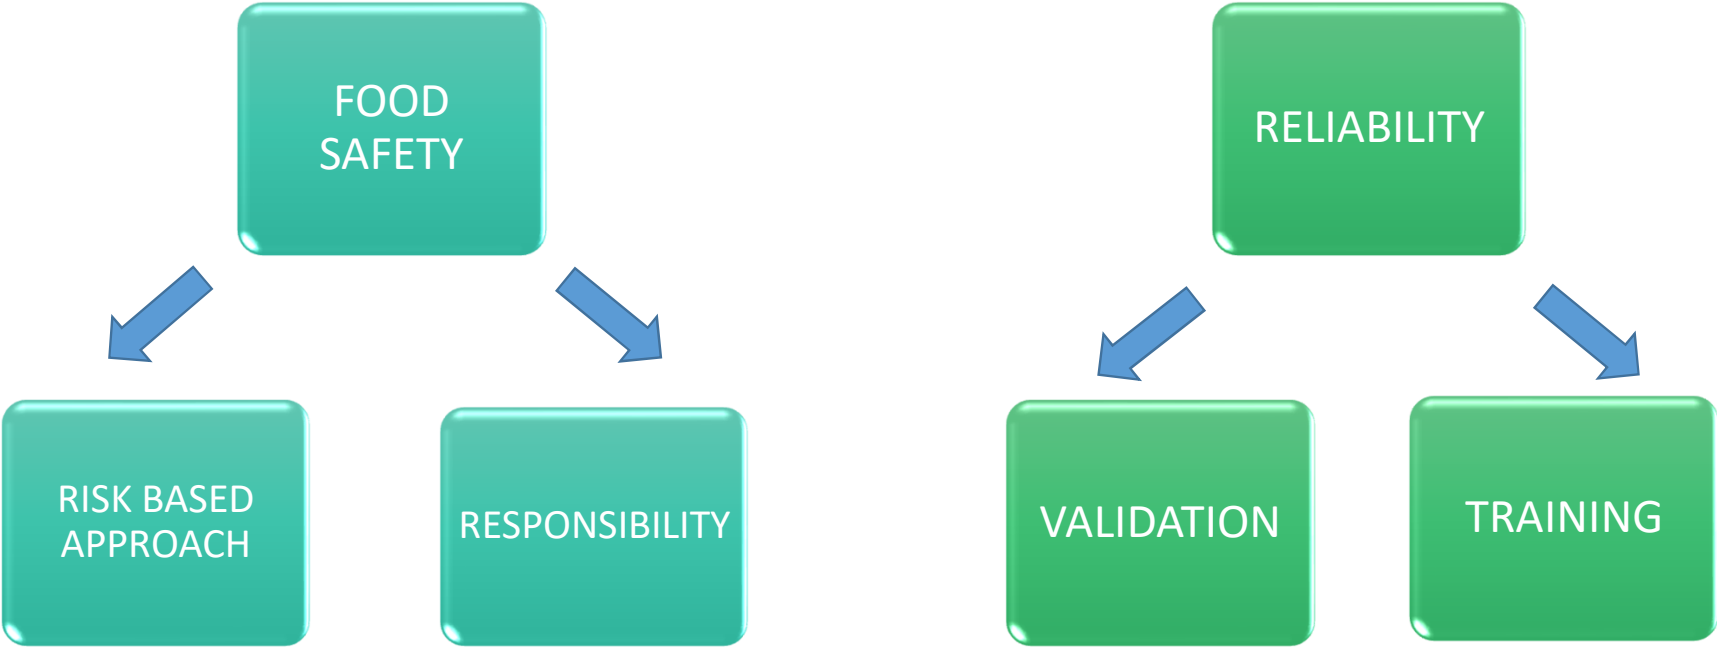 FOOD
SAFETY
RELIABILITY
RISK BASED
APPROACH
RESPONSIBILITY
VALIDATION
TRAINING